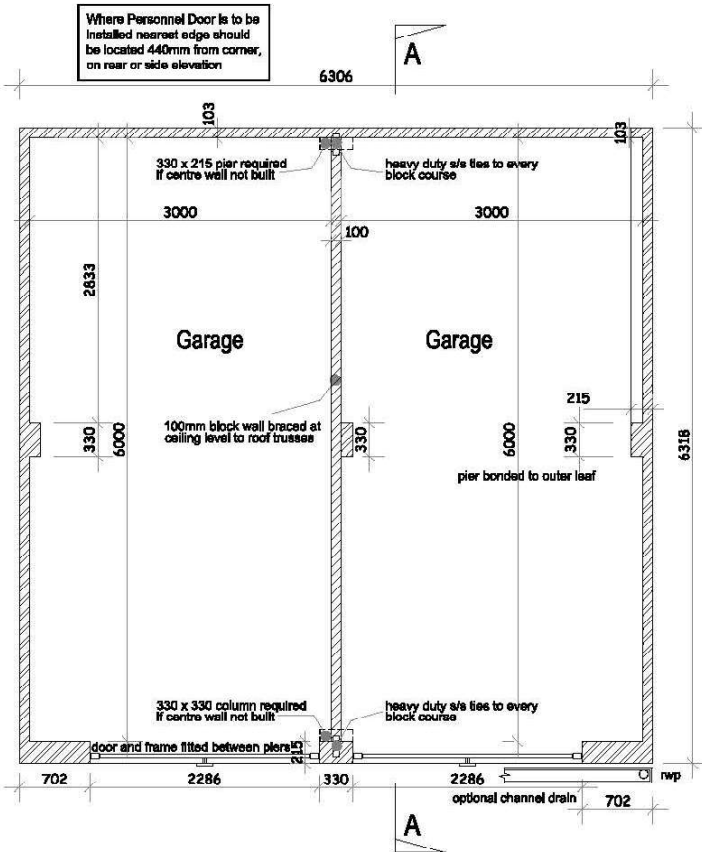 Where Personnel Door is to be
installed nearest edge should
be located 440mm from corner,
on rear or side elevation
A
6306
103
103
330 x 215 pier required
if centre wall not built
heavy duty s/s ties to every
block course
3000
3000
100
2833
Garage
Garage
215
100mm block wall braced at
ceiling level to roof trusses
330
6000
330
6000
330
6318
pier bonded to outer leaf
330 x 330 column required
if centre wall not built
heavy duty s/s ties to every
block course
door and frame fitted between piers
215
702
2286
330
2286
rwp
optional channel drain
702
A